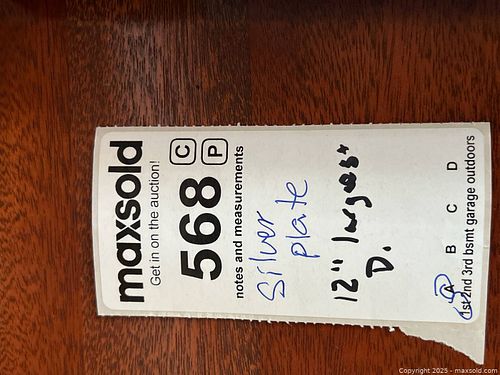 maxsold
Get in on the auction!
568 C P
notes and measurements
Silver
plate
12" largest
D.
A B C D
1st 2nd 3rd bsmt garage outdoors
Copyright 2025 - maxsold.com